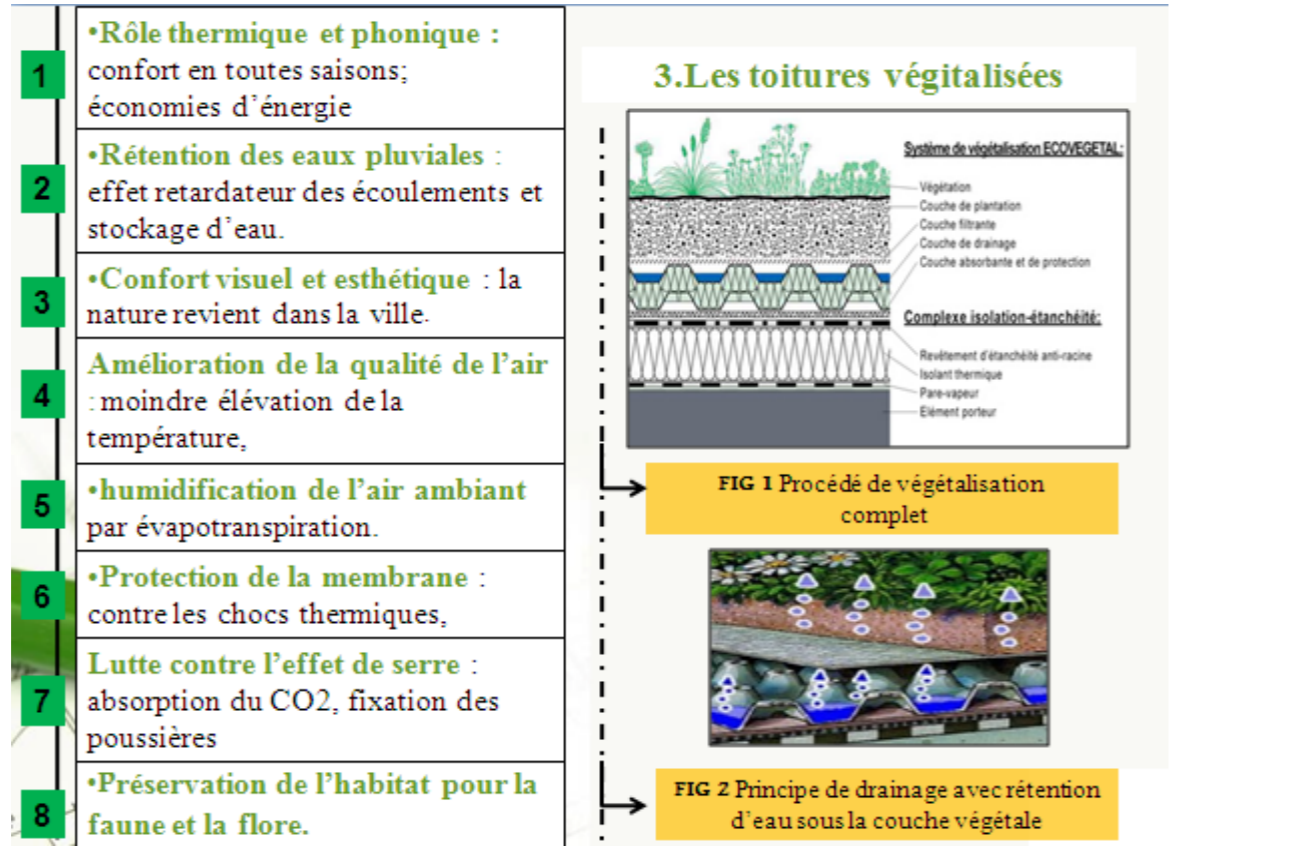 1
•Rôle thermique et phonique :
confort en toutes saisons;
économies d’énergie
2
•Rétention des eaux pluviales :
effet retardateur des écoulements et
stockage d’eau.
3
•Confort visuel et esthétique : la
nature revient dans la ville.
4
Amélioration de la qualité de l’air
: moindre élévation de la
température,
5
•humidification de l’air ambiant
par évapotranspiration.
6
•Protection de la membrane :
contre les chocs thermiques,
7
Lutte contre l’effet de serre :
absorption du CO2, fixation des
poussières
8
•Préservation de l’habitat pour la
faune et la flore.
3.Les toitures végitalisées
Système de végétalisation ECOVEGETAL:
Végétation
Couche de plantation
Couche filtrante
Couche de drainage
Couche absorbante et de protection
Complexe isolation-étanchéité:
Revêtement d'étanchéité anti-racine
Isolant thermique
Pare-vapeur
Elément porteur
FIG 1 Procédé de végétalisation
complet
FIG 2 Principe de drainage avec rétention
d’eau sous la couche végétale